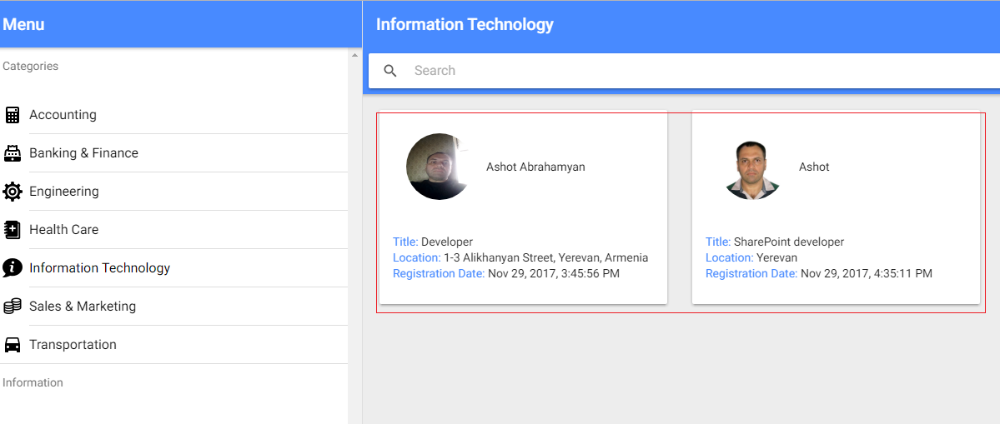 Menu
Categories
Accounting
Banking & Finance
Engineering
Health Care
Information Technology
Sales & Marketing
Transportation
Information
Information Technology
Search
Ashot Abrahamyan
Title: Developer
Location: 1-3 Alikhanyan Street, Yerevan, Armenia
Registration Date: Nov 29, 2017, 3:45:56 PM
Ashot
Title: SharePoint developer
Location: Yerevan
Registration Date: Nov 29, 2017, 4:35:11 PM